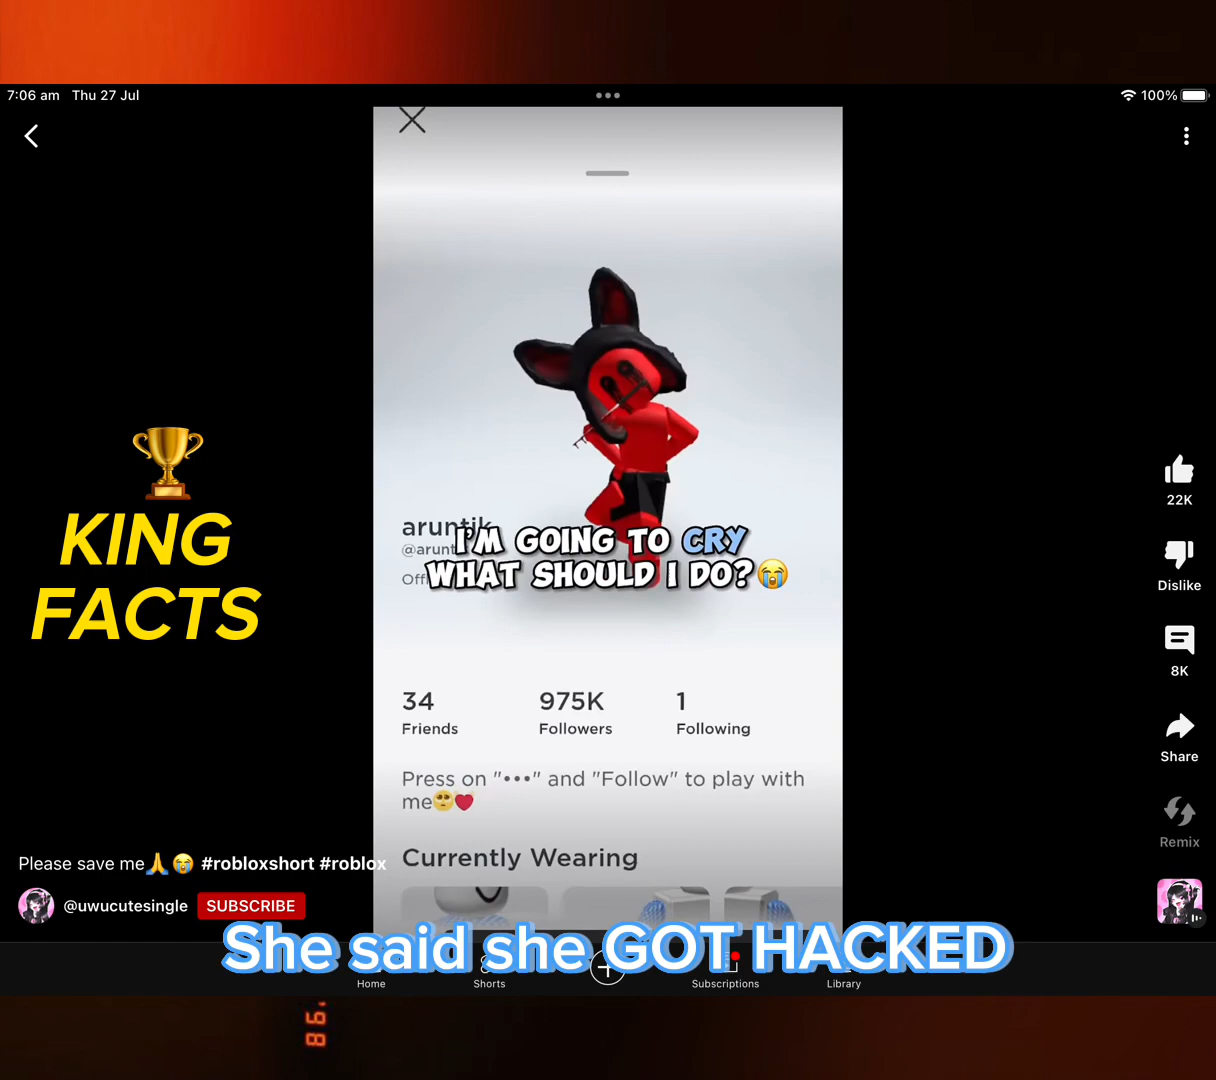 7:06 am Thu 27 Jul
100%
aruntik
I'M GOING TO CRY
WHAT SHOULD I DO?😭
KING
FACTS
34
Friends
975K
Followers
1
Following
Press on "•••" and "Follow" to play with
me🥺❤️
Currently Wearing
22K
Dislike
8K
Share
Remix
Please save me🙏😭 #robloxshort #roblox
@uwucutesingle SUBSCRIBE
She said she GOT HACKED
Home
Shorts
Subscriptions
Library